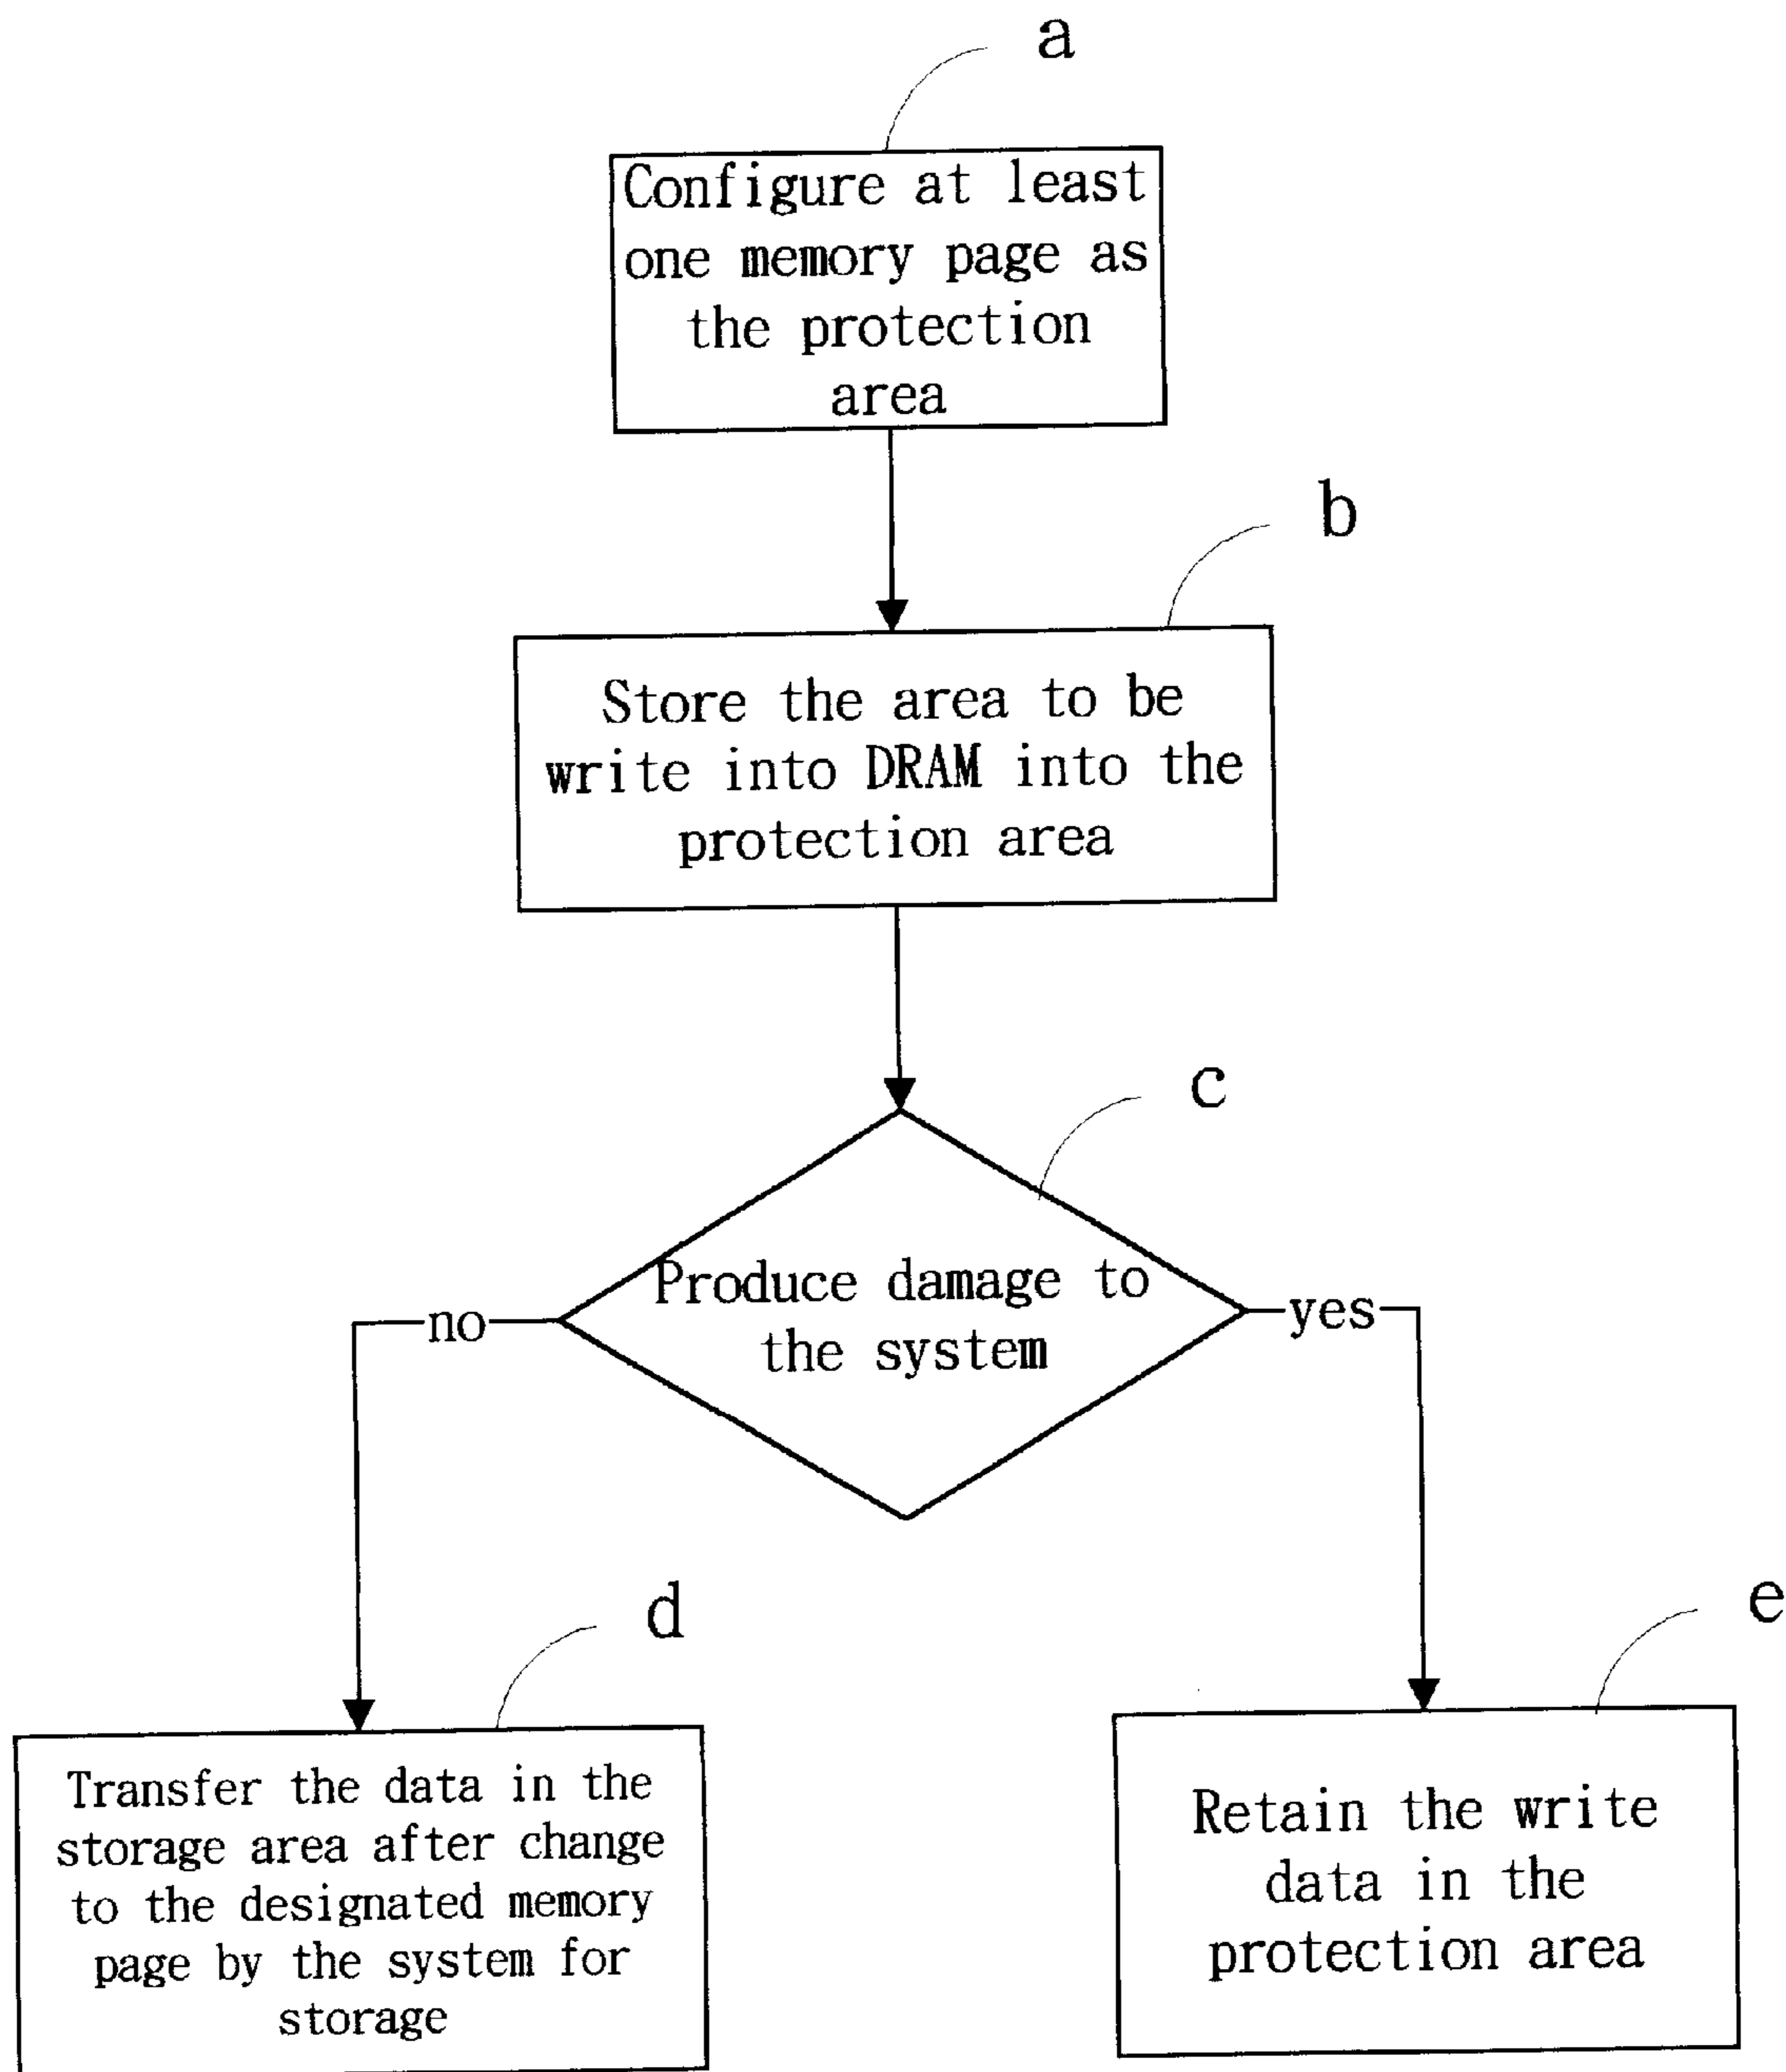 a
Configure at least
one memory page as
the protection
area
b
Store the area to be
write into DRAM into the
protection area
c
Produce damage to
the system
no
yes
d
e
Transfer the data in the
storage area after change
to the designated memory
page by the system for
storage
Retain the write
data in the
protection area